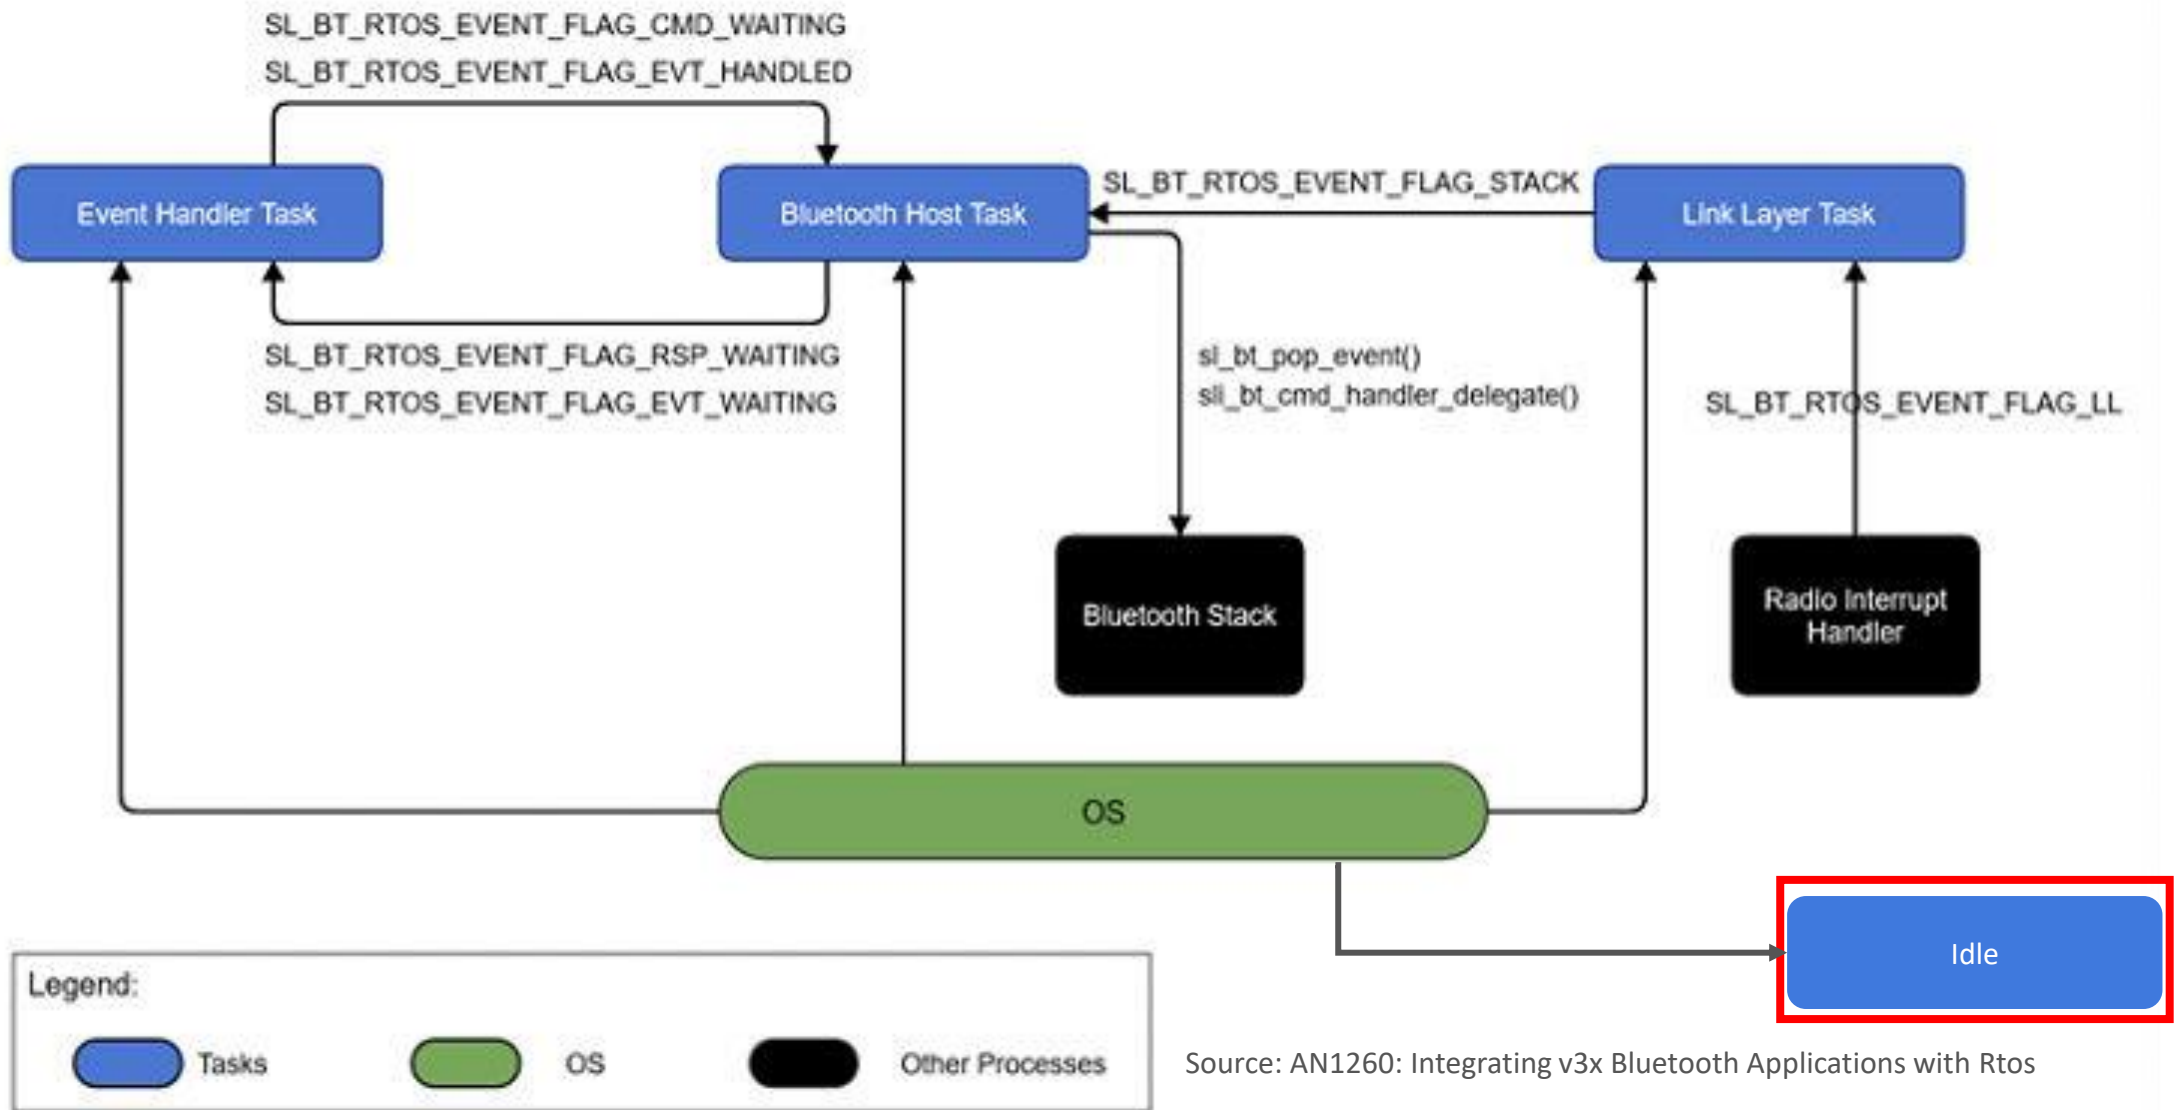 SL_BT_RTOS_EVENT_FLAG_CMD_WAITING
SL_BT_RTOS_EVENT_FLAG_EVT_HANDLED
Event Handler Task
Bluetooth Host Task
SL_BT_RTOS_EVENT_FLAG_STACK
Link Layer Task
SL_BT_RTOS_EVENT_FLAG_RSP_WAITING
SL_BT_RTOS_EVENT_FLAG_EVT_WAITING
sl_bt_pop_event()
sli_bt_cmd_handler_delegate()
SL_BT_RTOS_EVENT_FLAG_LL
Bluetooth Stack
Radio Interrupt
Handler
OS
Idle
Legend:
Tasks
OS
Other Processes
Source: AN1260: Integrating v3x Bluetooth Applications with Rtos